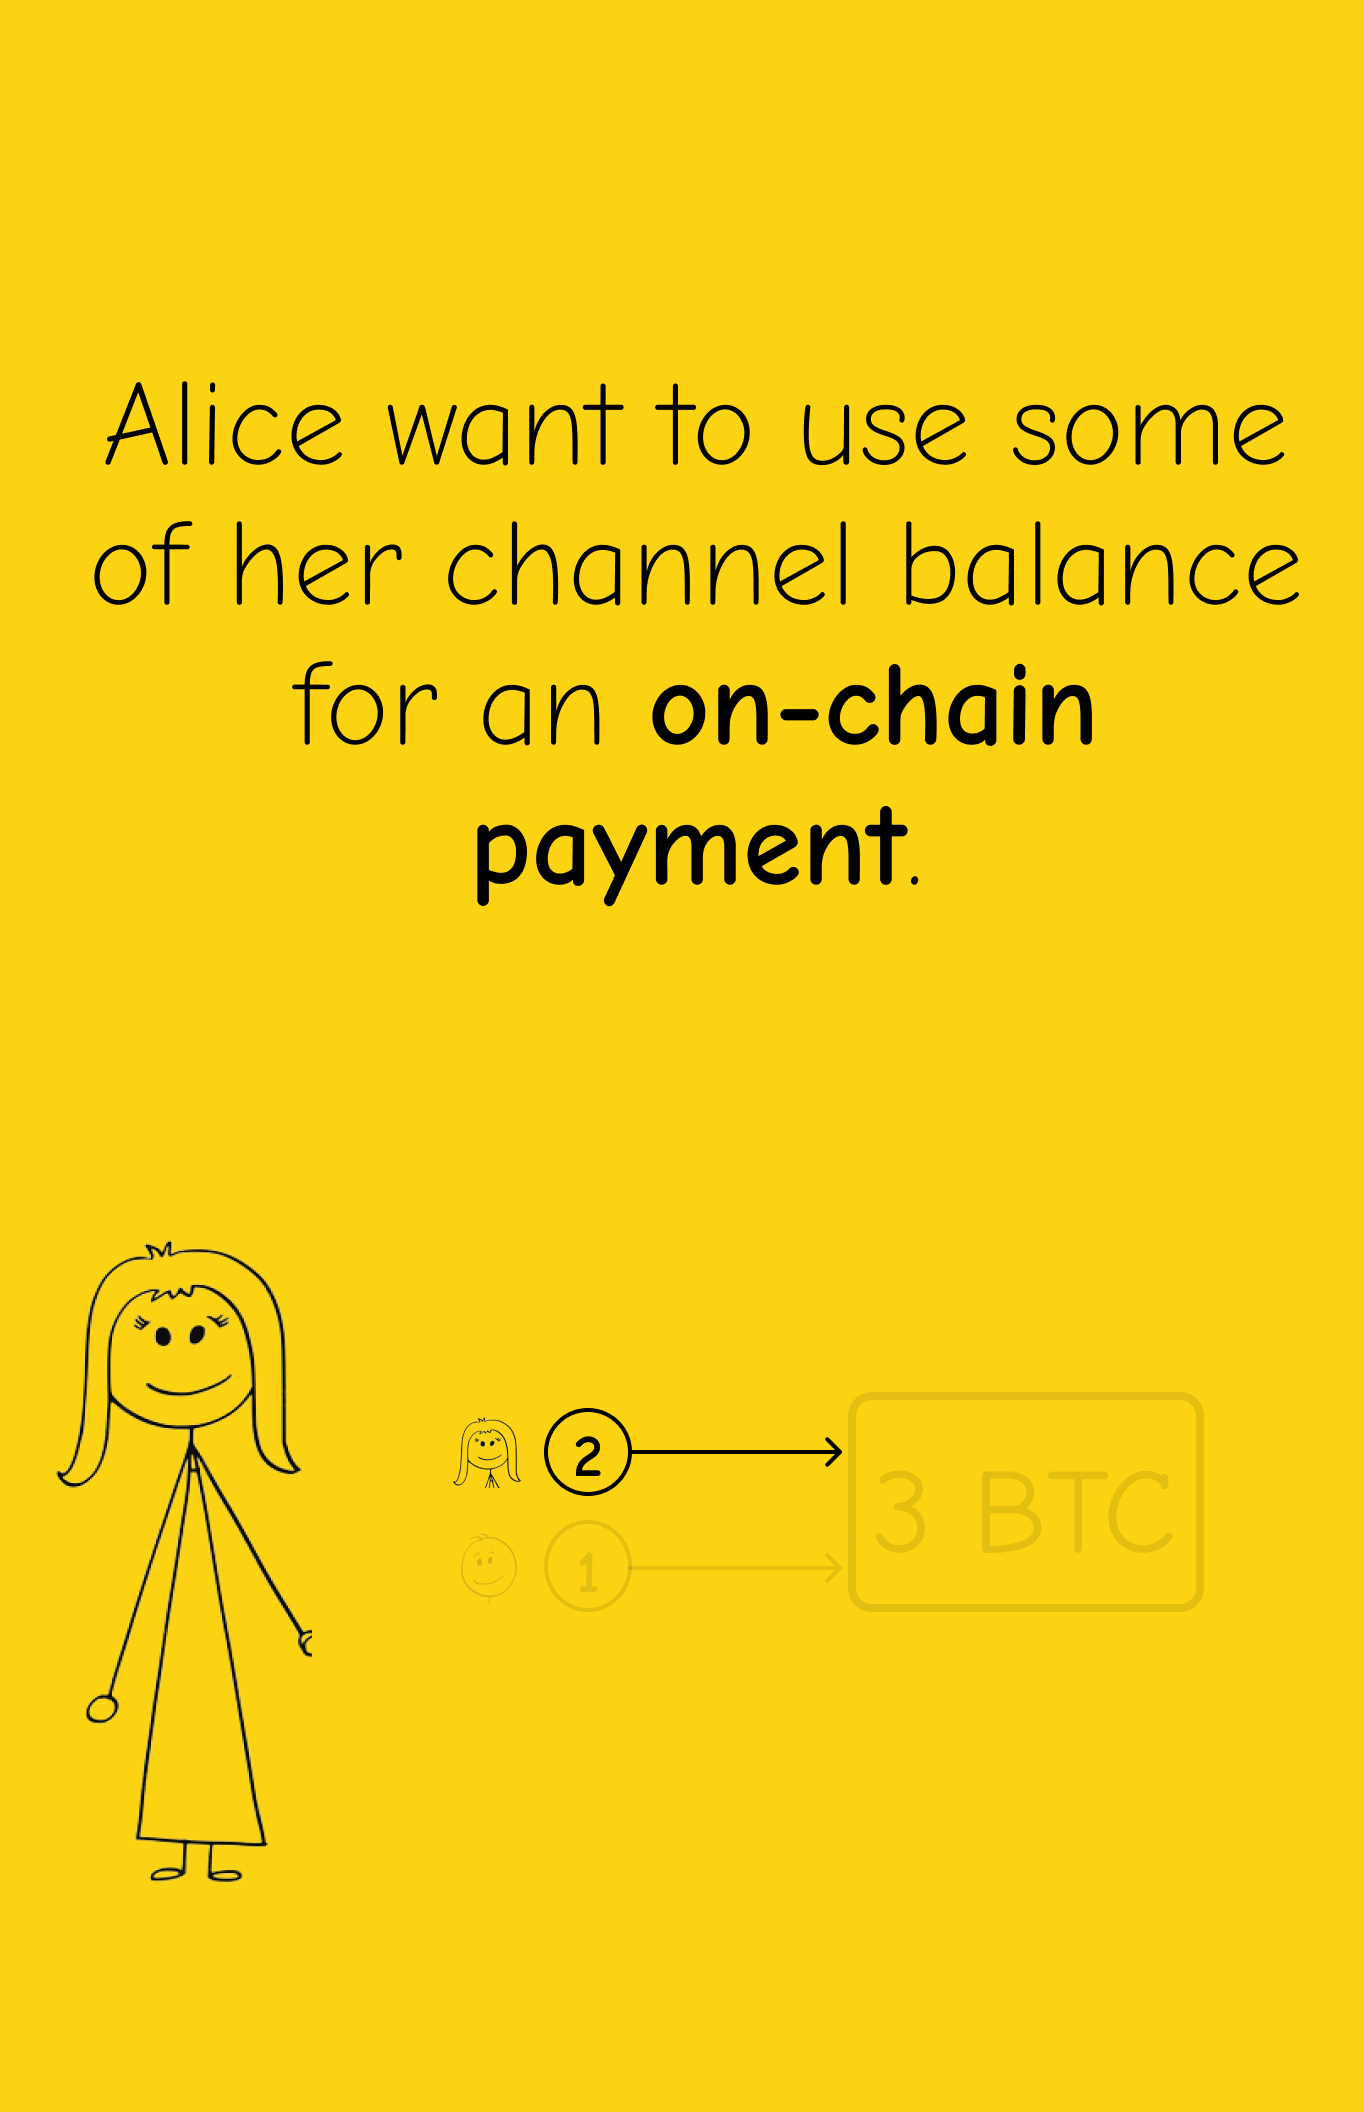 Alice want to use some
of her channel balance
for an on-chain
payment.
2
1
3 BTC